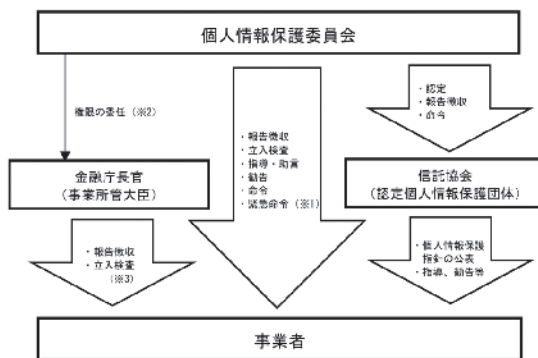 個人情報保護委員会
権限の委任（※2）
・報告徴収
・立入検査
・指導・助言
・勧告
・命令
・緊急命令（※1）
・認定
・報告徴収
・命令
金融庁長官
（事業所管大臣）
信託協会
（認定個人情報保護団体）
・報告徴収
・立入検査
（※3）
・個人情報保護
指針の公表
・指導、勧告等
事業者